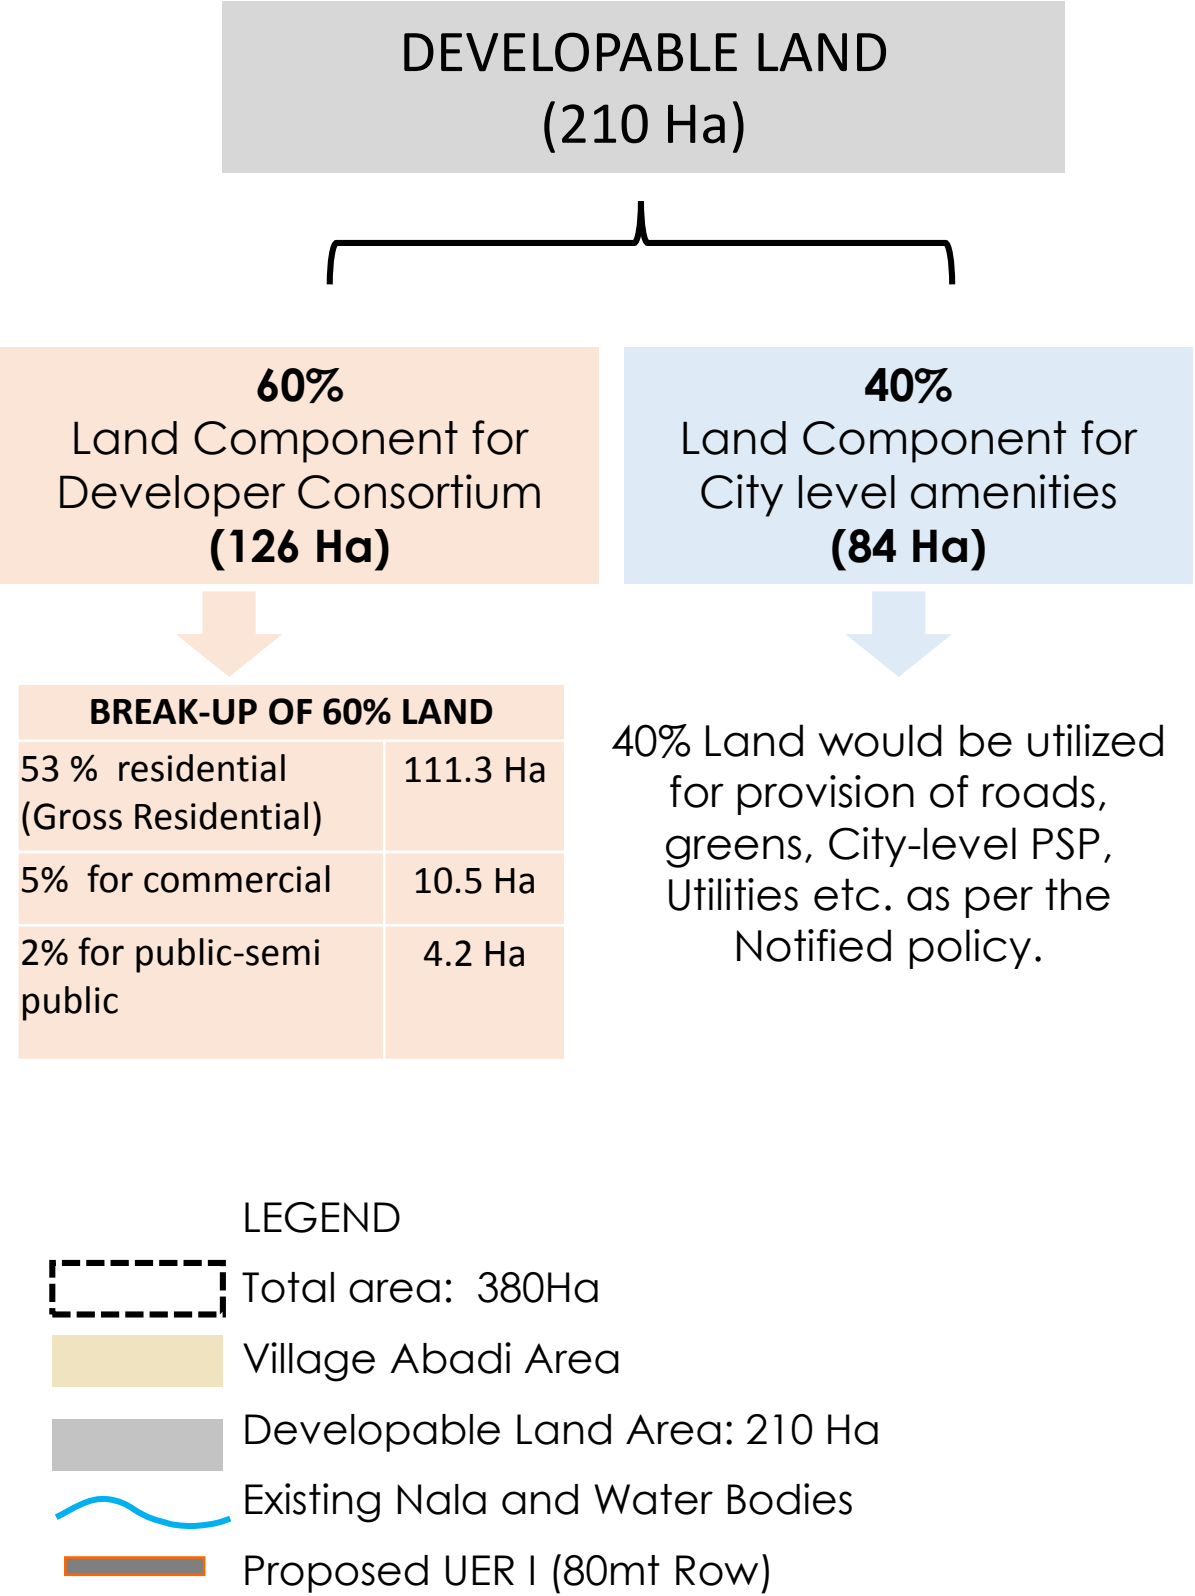 DEVELOPABLE LAND
(210 Ha)
60%
Land Component for
Developer Consortium
(126 Ha)
40%
Land Component for
City level amenities
(84 Ha)
BREAK-UP OF 60% LAND
53 %  residential
(Gross Residential)
111.3 Ha
5%  for commercial
10.5 Ha
2% for public-semi
public
4.2 Ha
40% Land would be utilized
for provision of roads,
greens, City-level PSP,
Utilities etc. as per the
Notified policy.
LEGEND
Total area:  380Ha
Village Abadi Area
Developable Land Area: 210 Ha
Existing Nala and Water Bodies
Proposed UER I (80mt Row)